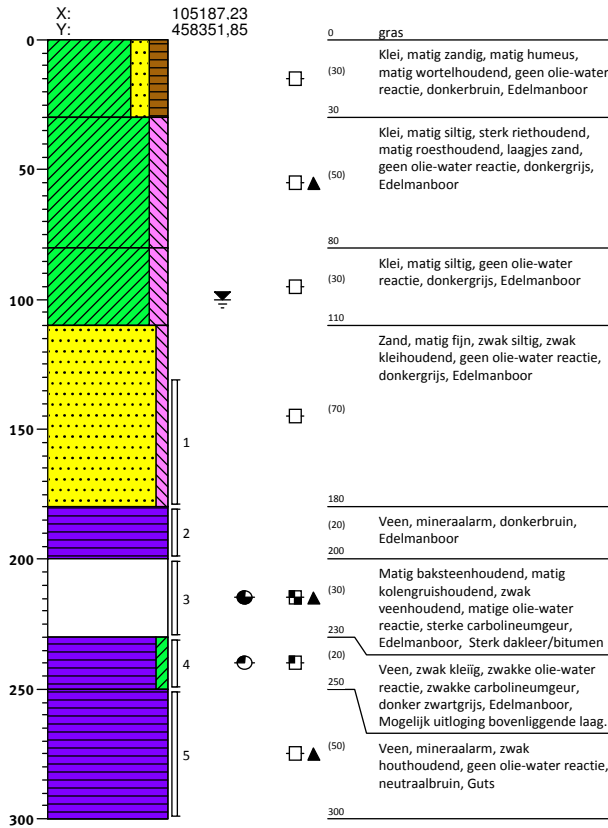 X: 105187,23
Y: 458351,85
0
50
100
150
200
250
300
1
2
3
4
5
0 gras
(30) Klei, matig zandig, matig humeus,
matig wortelhoudend, geen olie-water
reactie, donkerbruin, Edelmanboor
30
Klei, matig siltig, sterk riethoudend,
matig roesthoudend, laagjes zand,
(50) geen olie-water reactie, donkergrijs,
Edelmanboor
80
Klei, matig siltig, geen olie-water
(30) reactie, donkergrijs, Edelmanboor
110
Zand, matig fijn, zwak siltig, zwak
kleihoudend, geen olie-water reactie,
donkergrijs, Edelmanboor
(70)
180
(20) Veen, mineraalarm, donkerbruin,
Edelmanboor
200
Matig baksteenhoudend, matig
(30) kolengruishoudend, zwak
veenhoudend, matige olie-water
reactie, sterke carbolineumgeur,
230 Edelmanboor, Sterk dakleer/bitumen
(20) Veen, zwak kleiïg, zwakke olie-water
250 reactie, zwakke carbolineumgeur,
donker zwartgrijs, Edelmanboor,
Mogelijk uitloging bovenliggende laag.
(50) Veen, mineraalarm, zwak
houthoudend, geen olie-water reactie,
neutraalbruin, Guts
300